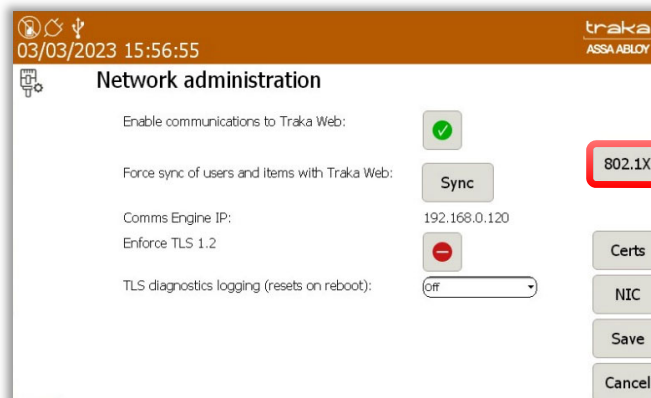 traka
03/03/2023 15:56:55
ASSA ABLOY
Network administration
Enable communications to Traka Web:
802.1X
Force sync of users and items with Traka Web:
Sync
Comms Engine IP:
192.168.0.120
Enforce TLS 1.2
Certs
TLS diagnostics logging (resets on reboot):
Off
NIC
Save
Cancel